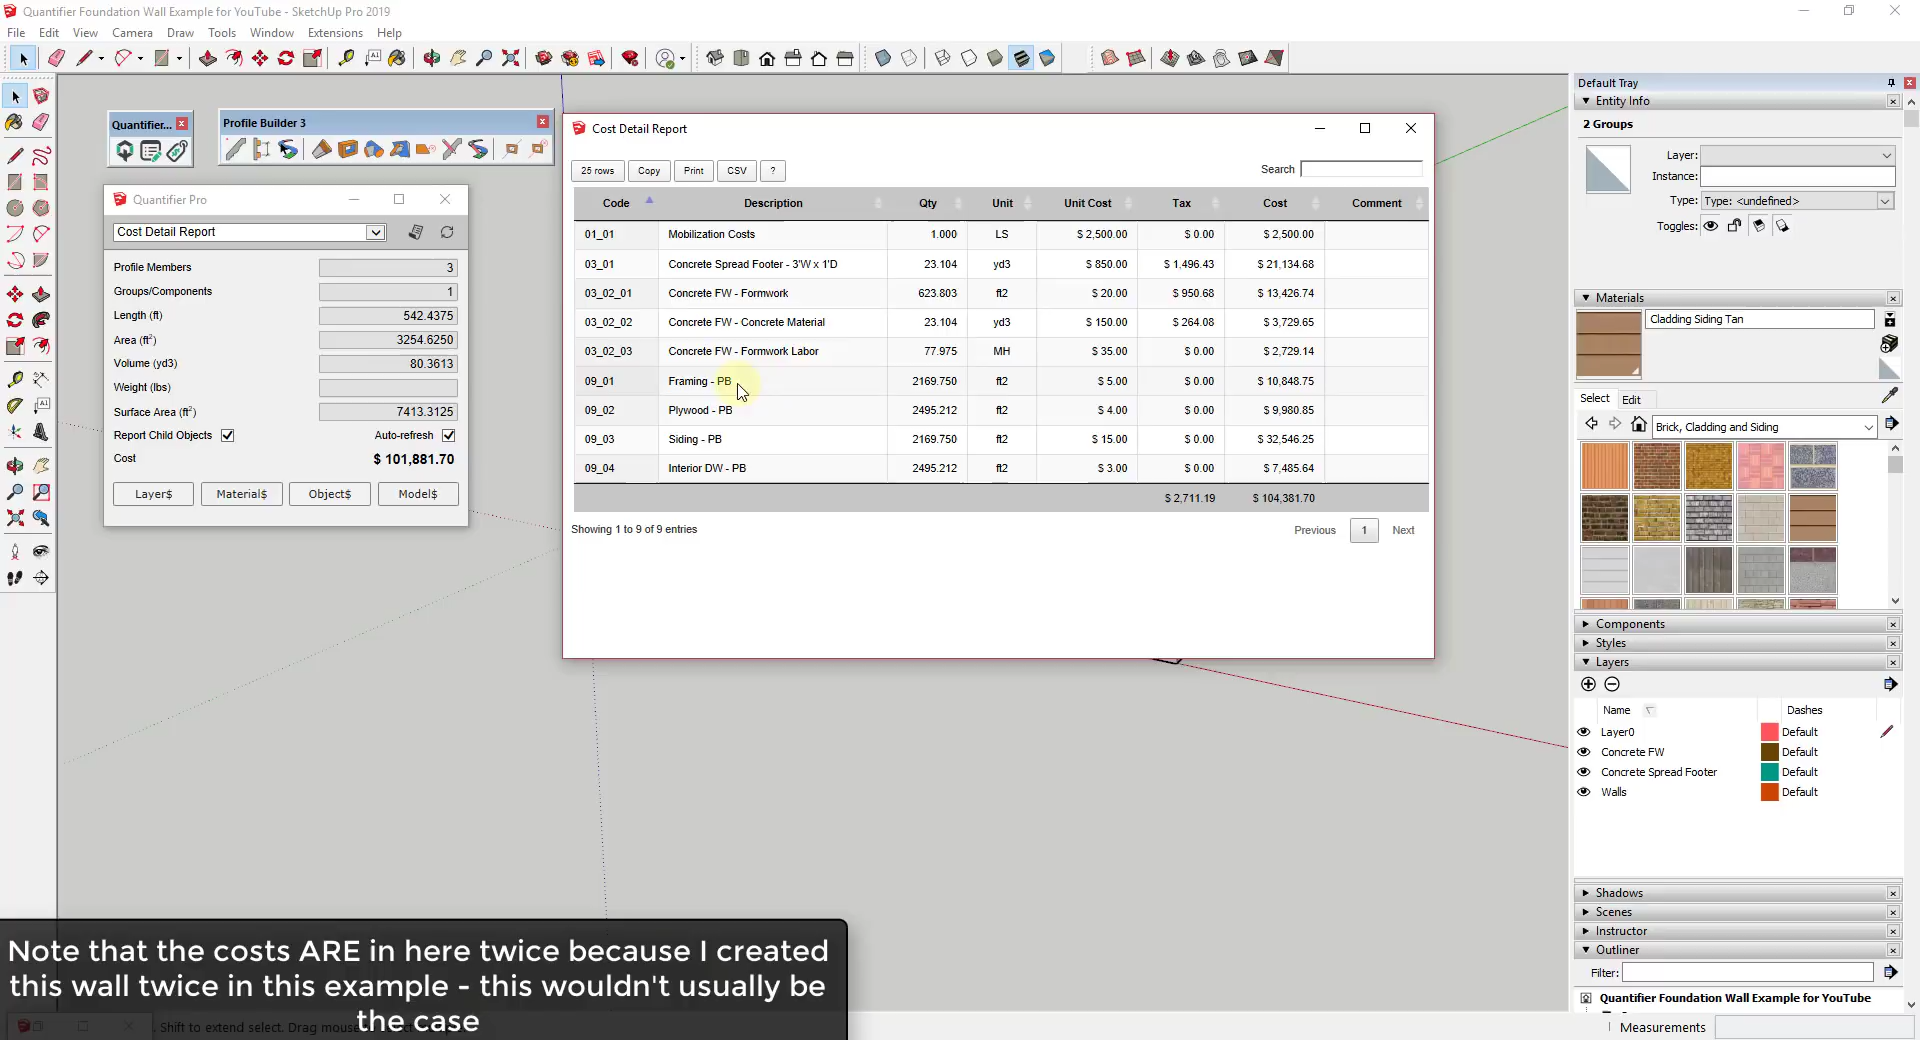 Quantifier Foundation Wall Example for YouTube - SketchUp Pro 2019
File Edit View Camera Draw Tools Window Extensions Help
Quantifier...
Profile Builder 3
Quantifier Pro
Cost Detail Report
Profile Members 3
Groups/Components 1
Length (ft) 542.4375
Area (ft²) 3254.6250
Volume (yd3) 80.3613
Weight (lbs)
Surface Area (ft²) 7413.3125
Report Child Objects Auto-refresh
Cost $ 101,881.70
Layer$ Material$ Object$ Model$
Cost Detail Report
25 rows Copy Print CSV ? Search
Code Description Qty Unit Unit Cost Tax Cost Comment
01_01 Mobilization Costs 1.000 LS $ 2,500.00 $ 0.00 $ 2,500.00
03_01 Concrete Spread Footer - 3'W x 1'D 23.104 yd3 $ 850.00 $ 1,496.43 $ 21,134.68
03_02_01 Concrete FW - Formwork 623.803 ft2 $ 20.00 $ 950.68 $ 13,426.74
03_02_02 Concrete FW - Concrete Material 23.104 yd3 $ 150.00 $ 264.08 $ 3,729.65
03_02_03 Concrete FW - Formwork Labor 77.975 MH $ 35.00 $ 0.00 $ 2,729.14
09_01 Framing - PB 2169.750 ft2 $ 5.00 $ 0.00 $ 10,848.75
09_02 Plywood - PB 2495.212 ft2 $ 4.00 $ 0.00 $ 9,980.85
09_03 Siding - PB 2169.750 ft2 $ 15.00 $ 0.00 $ 32,546.25
09_04 Interior DW - PB 2495.212 ft2 $ 3.00 $ 0.00 $ 7,485.64
$ 2,711.19 $ 104,381.70
Showing 1 to 9 of 9 entries Previous 1 Next
Default Tray
Entity Info
2 Groups
Layer:
Instance:
Type: Type: <undefined>
Toggles:
Materials
Cladding Siding Tan
Select Edit
Brick, Cladding and Siding
Components
Styles
Layers
Name Dashes
Layer0 Default
Concrete FW Default
Concrete Spread Footer Default
Walls Default
Shadows
Scenes
Instructor
Outliner
Filter:
Quantifier Foundation Wall Example for YouTube
Measurements
Note that the costs ARE in here twice because I created
this wall twice in this example - this wouldn't usually be
the case
Shift to extend select. Drag mouse